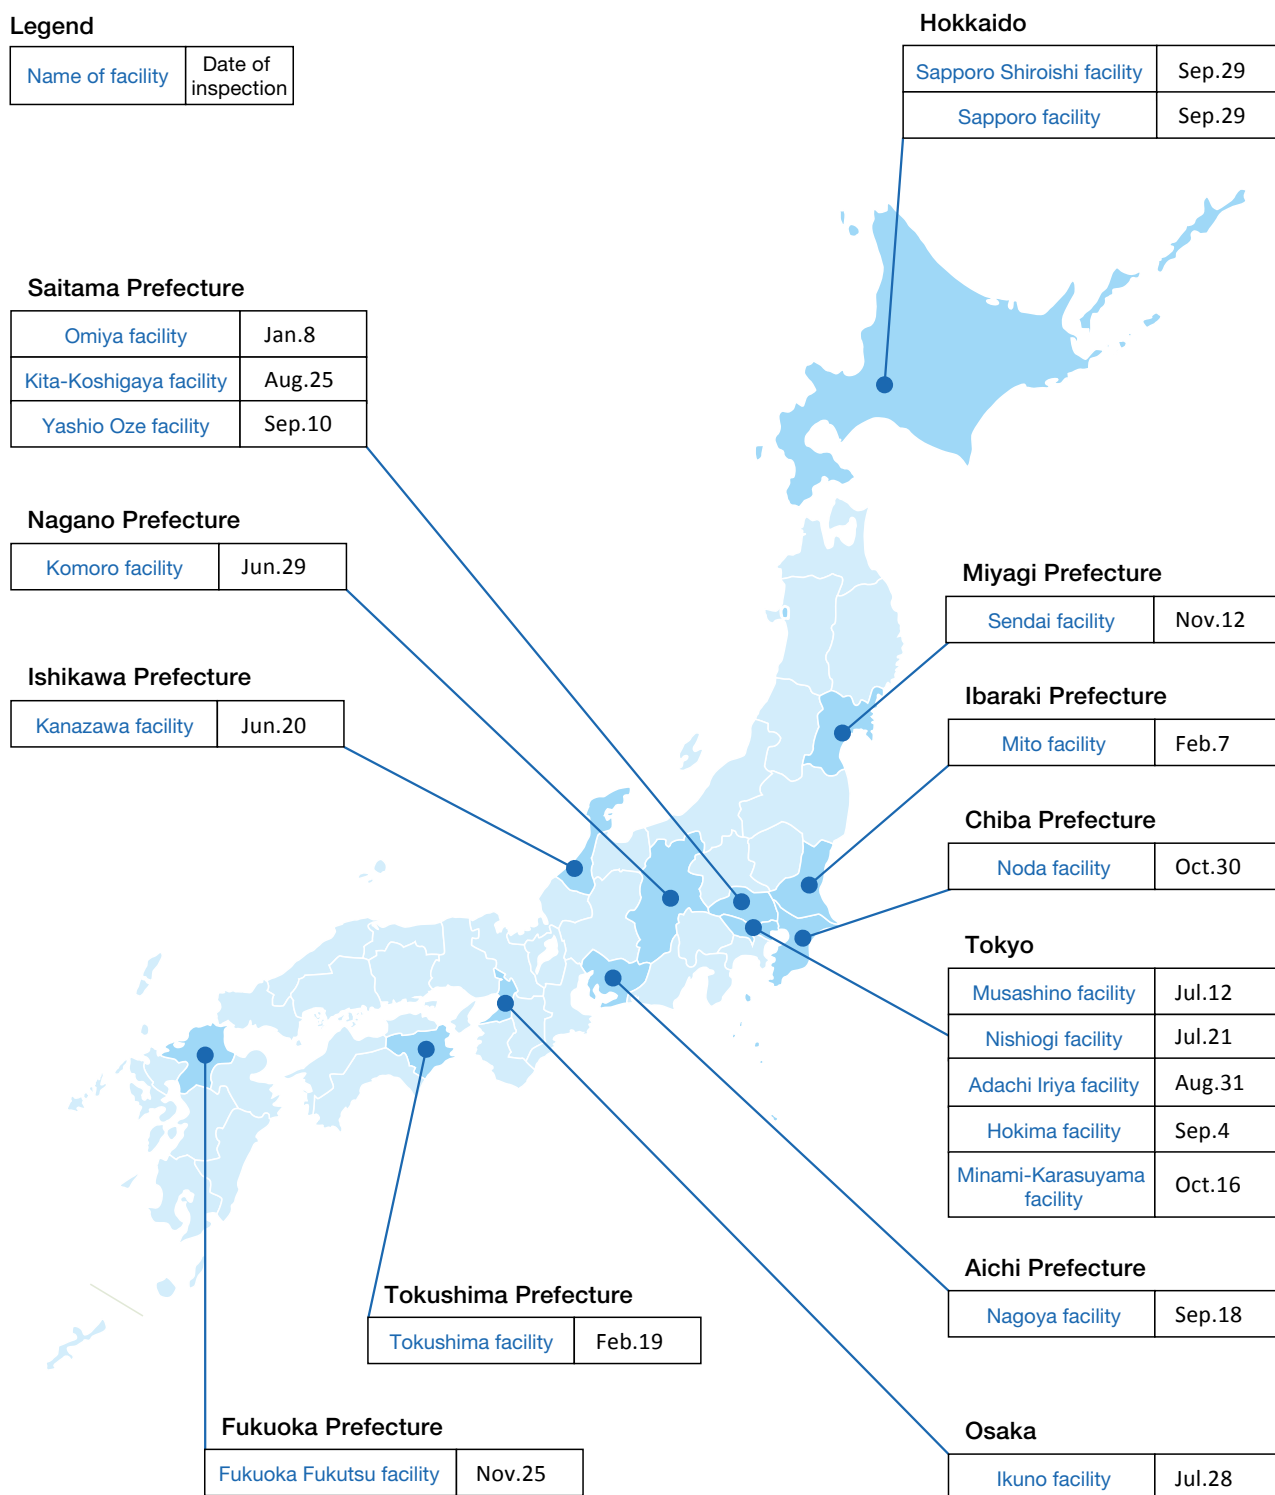 Legend
Name of facility
Date of
inspection
Hokkaido
Sapporo Shiroishi facility Sep.29
Sapporo facility Sep.29
Saitama Prefecture
Omiya facility Jan.8
Kita-Koshigaya facility Aug.25
Yashio Oze facility Sep.10
Nagano Prefecture
Komoro facility Jun.29
Ishikawa Prefecture
Kanazawa facility Jun.20
Miyagi Prefecture
Sendai facility Nov.12
Ibaraki Prefecture
Mito facility Feb.7
Chiba Prefecture
Noda facility Oct.30
Tokyo
Musashino facility Jul.12
Nishiogi facility Jul.21
Adachi Iriya facility Aug.31
Hokima facility Sep.4
Minami-Karasuyama
facility
Oct.16
Aichi Prefecture
Nagoya facility Sep.18
Tokushima Prefecture
Tokushima facility Feb.19
Fukuoka Prefecture
Fukuoka Fukutsu facility Nov.25
Osaka
Ikuno facility Jul.28